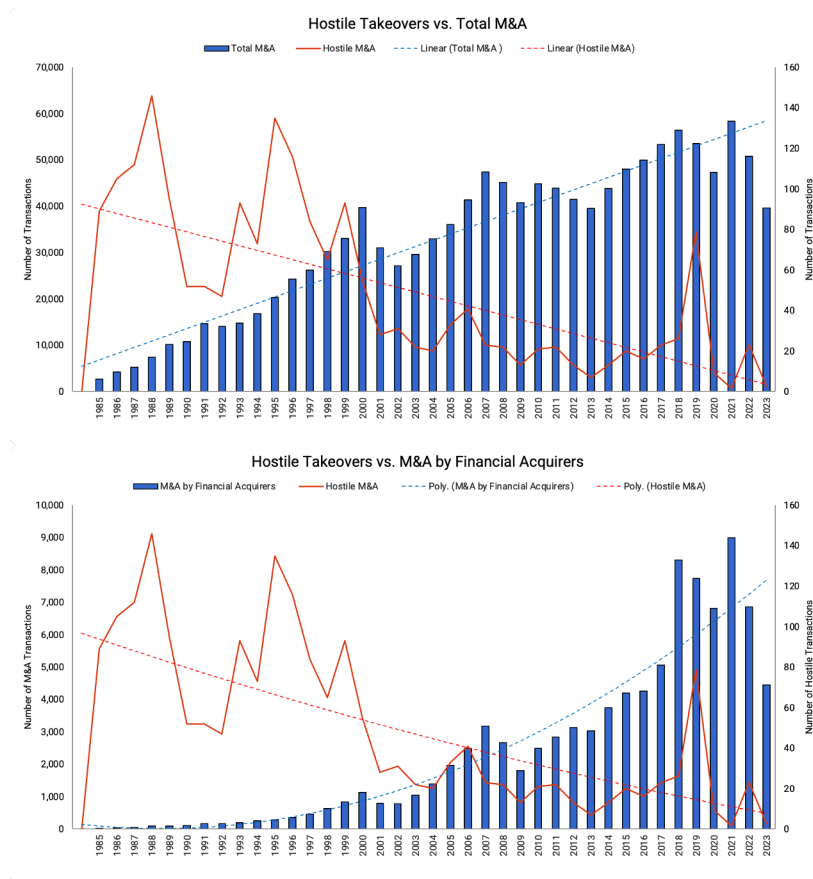 Hostile Takeovers vs. Total M&A
Total M&A Hostile M&A Linear (Total M&A ) Linear (Hostile M&A)
70,000 160
60,000 140
50,000 120
40,000 100
30,000 80
20,000 60
10,000 40
0 20
0
Number of Transactions
Number of Transactions
1985 1986 1987 1988 1989 1990 1991 1992 1993 1994 1995 1996 1997 1998 1999 2000 2001 2002 2003 2004 2005 2006 2007 2008 2009 2010 2011 2012 2013 2014 2015 2016 2017 2018 2019 2020 2021 2022 2023
Hostile Takeovers vs. M&A by Financial Acquirers
M&A by Financial Acquirers Hostile M&A Poly. (M&A by Financial Acquirers) Poly. (Hostile M&A)
10,000 160
9,000 140
8,000 120
7,000 100
6,000 80
5,000 60
4,000 40
3,000 20
2,000 0
1,000
0
Number of M&A Transactions
Number of Hostile Transactions
1985 1986 1987 1988 1989 1990 1991 1992 1993 1994 1995 1996 1997 1998 1999 2000 2001 2002 2003 2004 2005 2006 2007 2008 2009 2010 2011 2012 2013 2014 2015 2016 2017 2018 2019 2020 2021 2022 2023